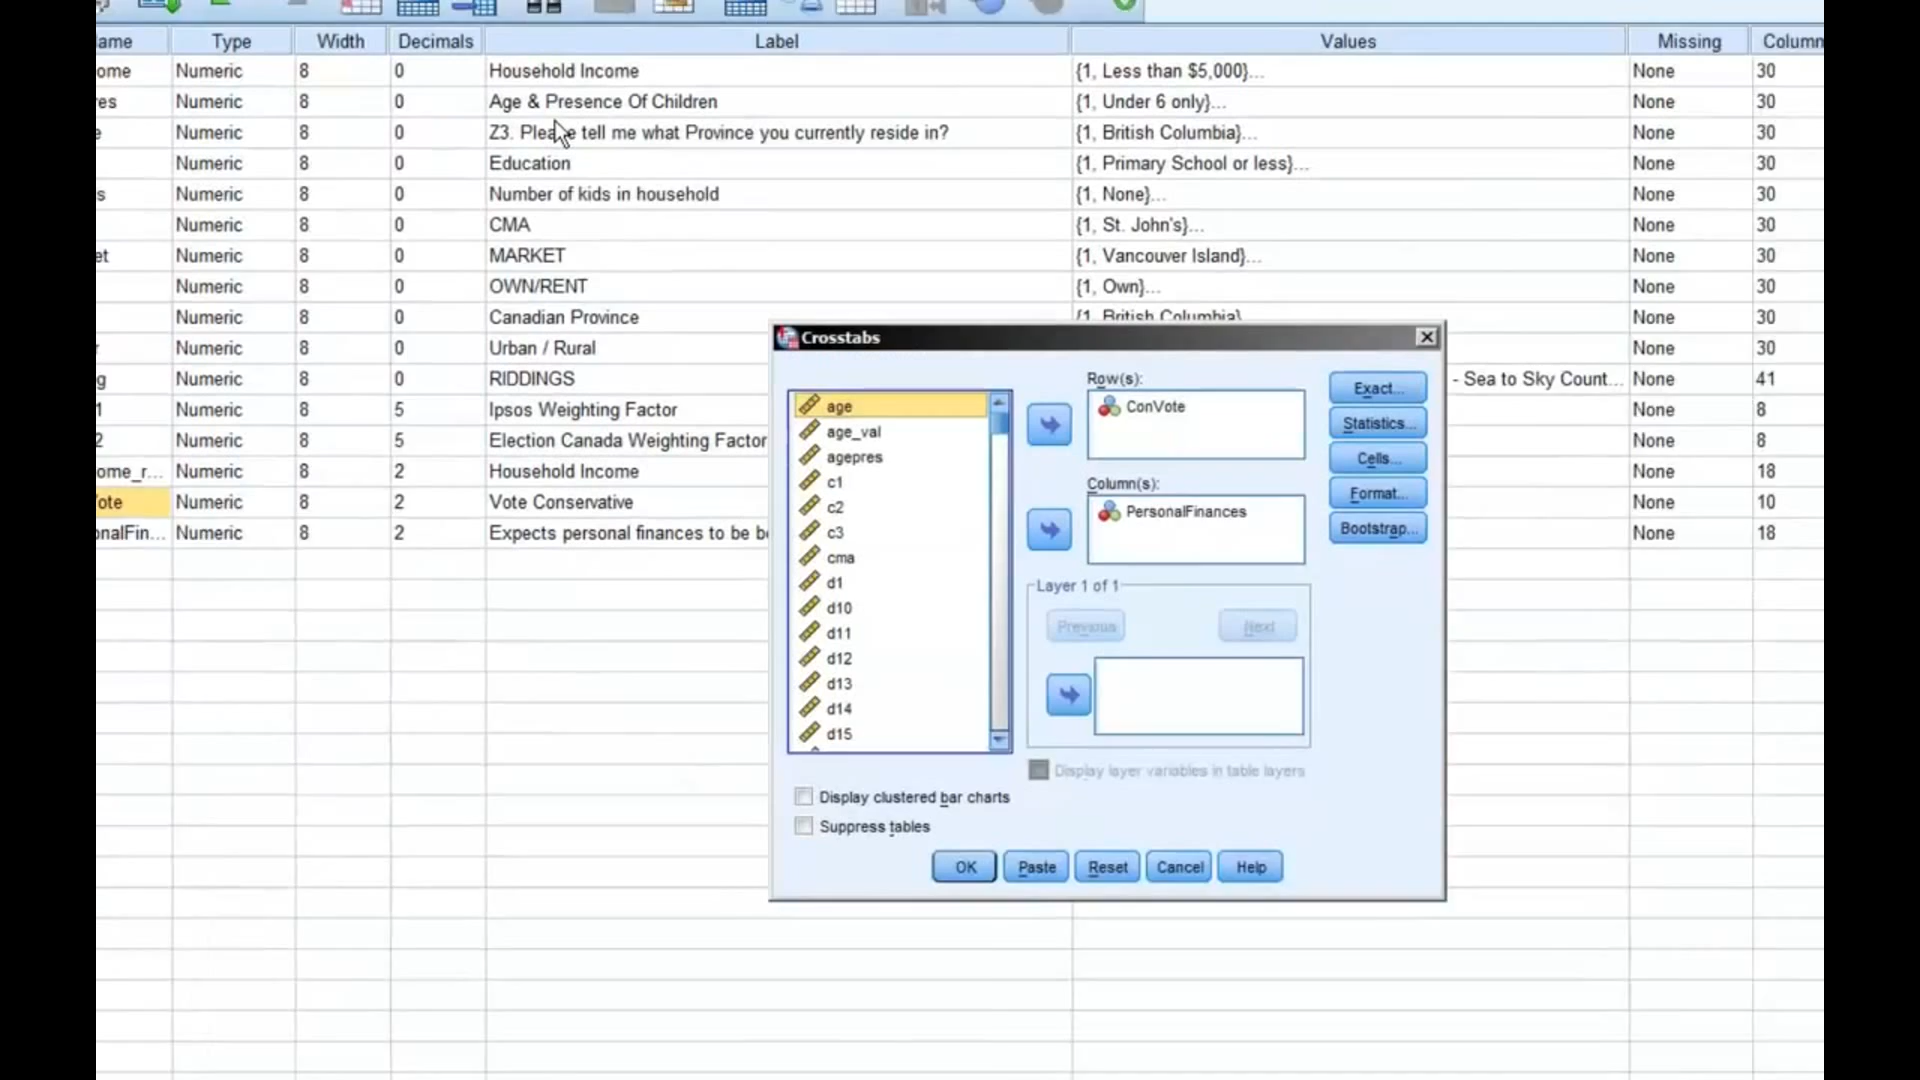 ame Type Width Decimals Label Values Missing Column
ome Numeric 8 0 Household Income {1, Less than $5,000}... None 30
es Numeric 8 0 Age & Presence Of Children {1, Under 6 only}... None 30
e Numeric 8 0 Z3. Please tell me what Province you currently reside in? {1, British Columbia}... None 30
Numeric 8 0 Education {1, Primary School or less}... None 30
s Numeric 8 0 Number of kids in household {1, None}... None 30
Numeric 8 0 CMA {1, St. John's}... None 30
et Numeric 8 0 MARKET {1, Vancouver Island}... None 30
Numeric 8 0 OWN/RENT {1, Own}... None 30
Numeric 8 0 Canadian Province {1, British Columbia} None 30
r Numeric 8 0 Urban / Rural None 30
g Numeric 8 0 RIDDINGS - Sea to Sky Count... None 41
1 Numeric 8 5 Ipsos Weighting Factor None 8
2 Numeric 8 5 Election Canada Weighting Factor None 8
ome_r... Numeric 8 2 Household Income None 18
ote Numeric 8 2 Vote Conservative None 10
onalFin... Numeric 8 2 Expects personal finances to be be None 18
Crosstabs
age
age_val
agepres
c1
c2
c3
cma
d1
d10
d11
d12
d13
d14
d15
Row(s):
ConVote
Column(s):
PersonalFinances
Layer 1 of 1
Previous Next
Display layer variables in table layers
Exact...
Statistics...
Cells...
Format...
Bootstrap...
Display clustered bar charts
Suppress tables
OK Paste Reset Cancel Help